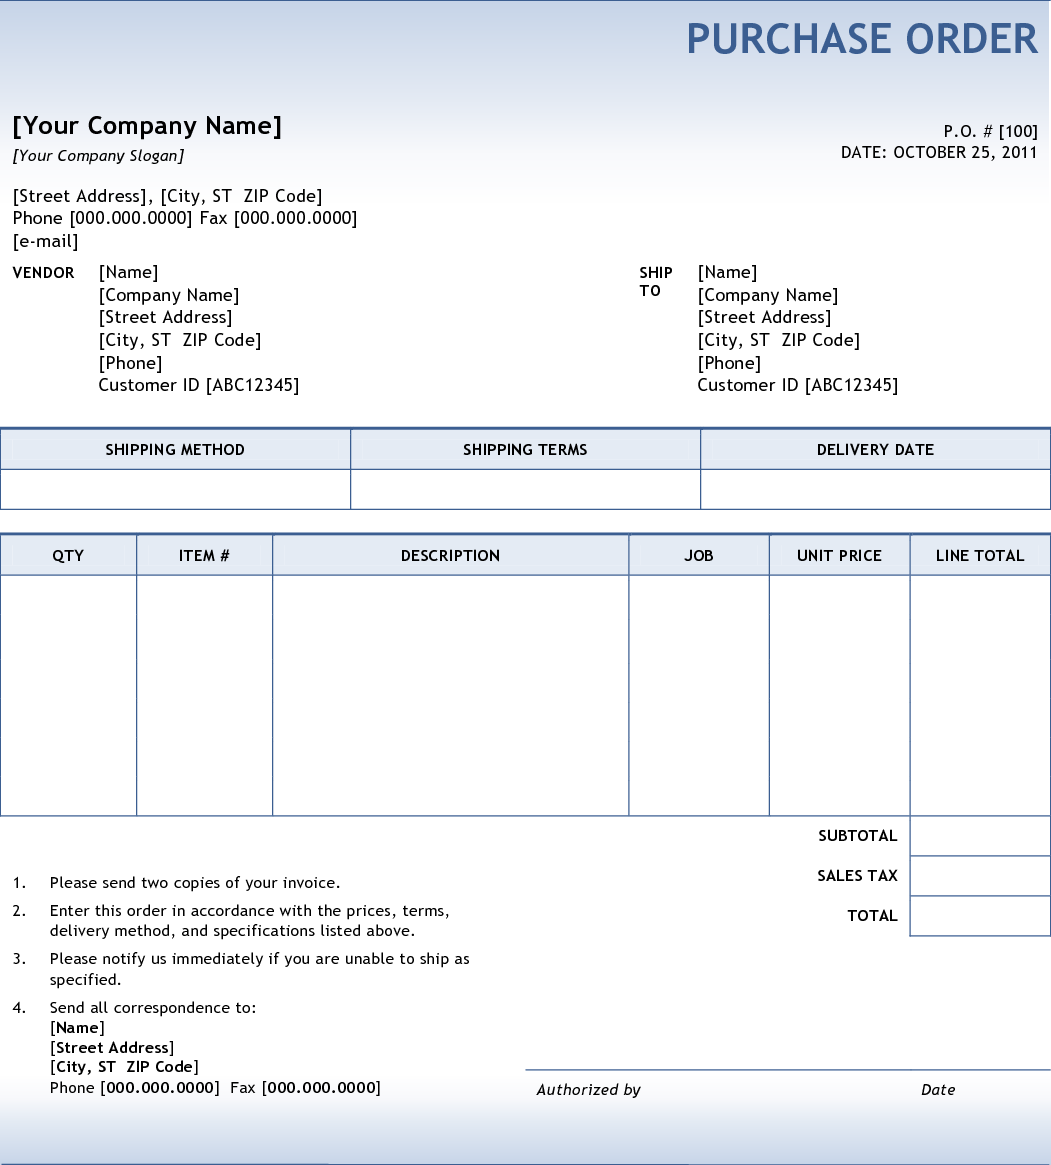 PURCHASE ORDER
[Your Company Name]
[Your Company Slogan]
P.O. # [100]
DATE: OCTOBER 25, 2011
[Street Address], [City, ST  ZIP Code]
Phone [000.000.0000] Fax [000.000.0000]
[e-mail]
VENDOR
[Name]
[Company Name]
[Street Address]
[City, ST  ZIP Code]
[Phone]
Customer ID [ABC12345]
SHIP
TO
[Name]
[Company Name]
[Street Address]
[City, ST  ZIP Code]
[Phone]
Customer ID [ABC12345]
SHIPPING METHOD SHIPPING TERMS DELIVERY DATE
QTY ITEM # DESCRIPTION JOB UNIT PRICE LINE TOTAL
SUBTOTAL
SALES TAX
TOTAL
1. Please send two copies of your invoice.
2. Enter this order in accordance with the prices, terms,
delivery method, and specifications listed above.
3. Please notify us immediately if you are unable to ship as
specified.
4. Send all correspondence to:
[Name]
[Street Address]
[City, ST  ZIP Code]
Phone [000.000.0000]  Fax [000.000.0000]
Authorized by Date